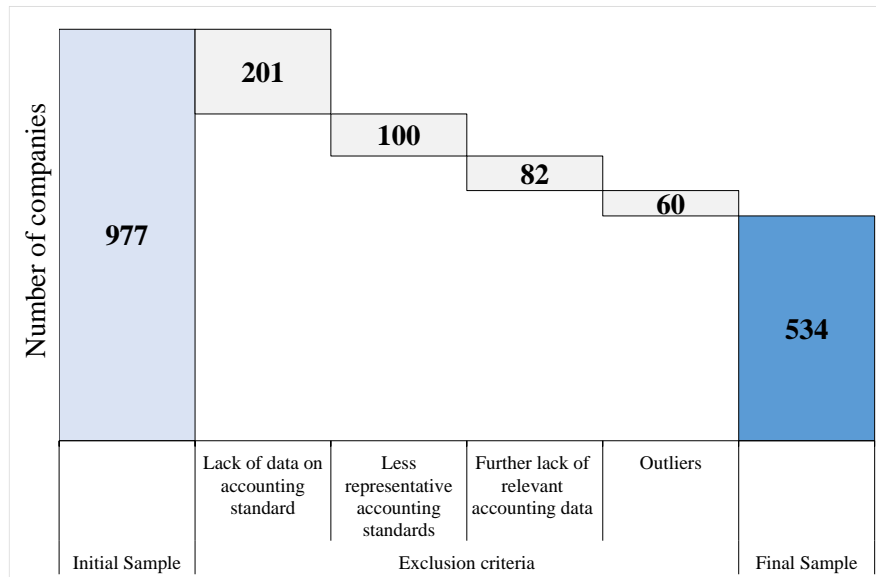 Number of companies
977
201
100
82
60
534
Lack of data on
accounting
standard
Less
representative
accounting
standards
Further lack of
relevant
accounting data
Outliers
Initial Sample
Exclusion criteria
Final Sample